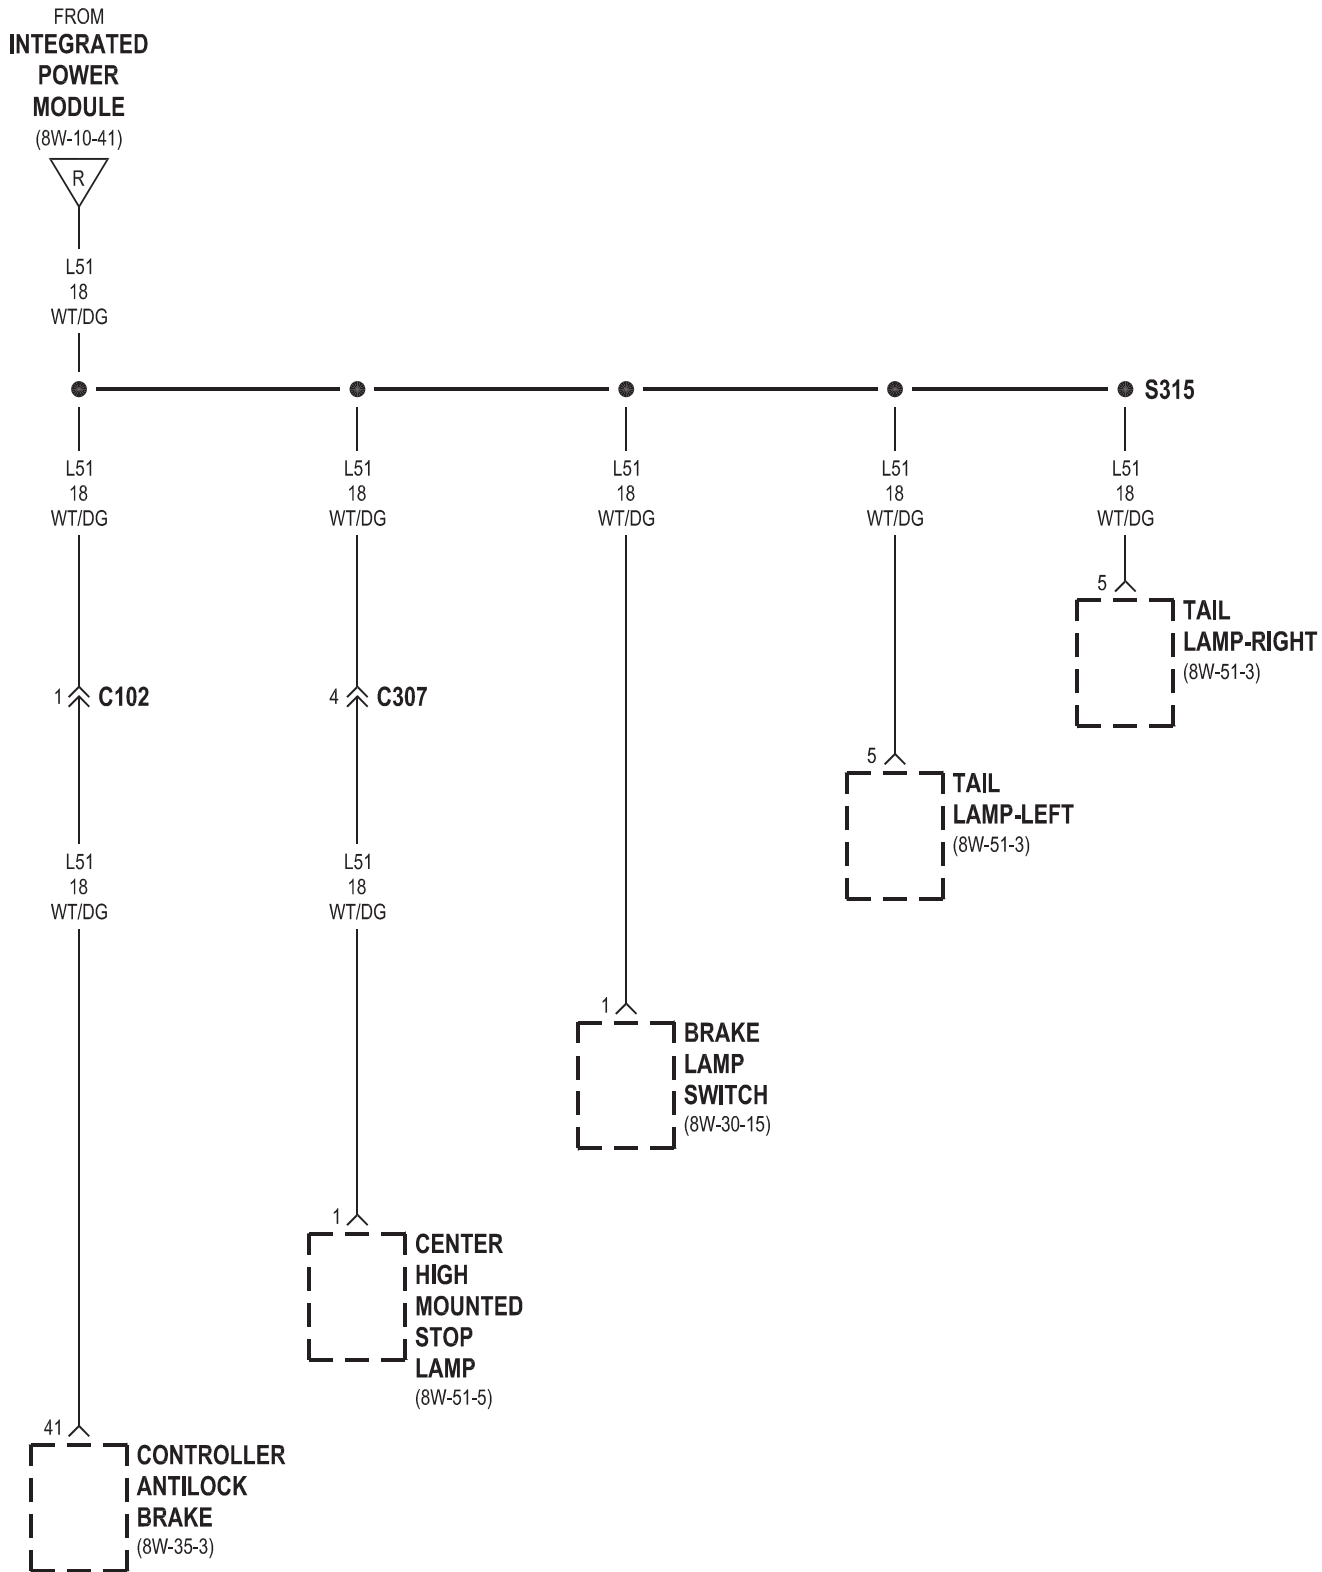 FROM
INTEGRATED
POWER
MODULE
(8W-10-41)
R
L51
18
WT/DG
S315
L51
18
WT/DG
L51
18
WT/DG
L51
18
WT/DG
L51
18
WT/DG
L51
18
WT/DG
5
TAIL
LAMP-RIGHT
(8W-51-3)
1 C102
4 C307
5
TAIL
LAMP-LEFT
(8W-51-3)
L51
18
WT/DG
L51
18
WT/DG
1
BRAKE
LAMP
SWITCH
(8W-30-15)
1
CENTER
HIGH
MOUNTED
STOP
LAMP
(8W-51-5)
41
CONTROLLER
ANTILOCK
BRAKE
(8W-35-3)